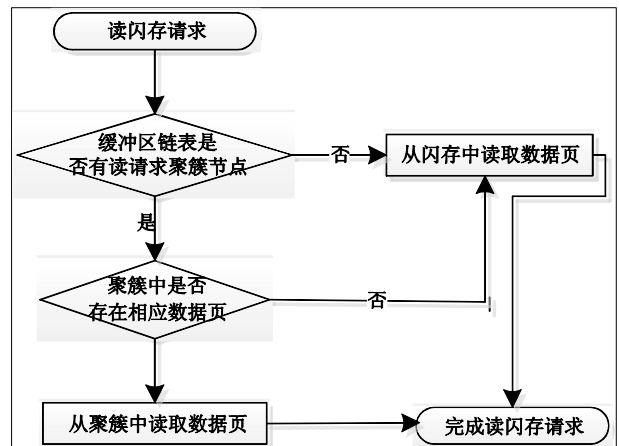 读闪存请求
缓冲区链表是
否有读请求聚簇节点
否
从闪存中读取数据页
是
聚簇中是否
存在相应数据页
否
从聚簇中读取数据页
完成读闪存请求